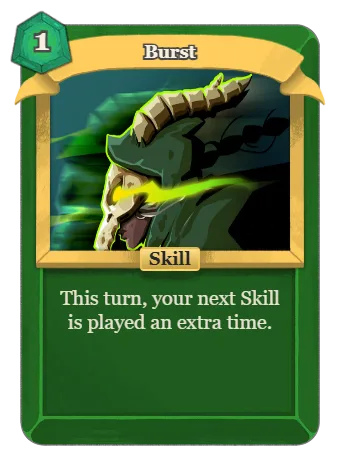 1
Burst
Skill
This turn, your next Skill
is played an extra time.